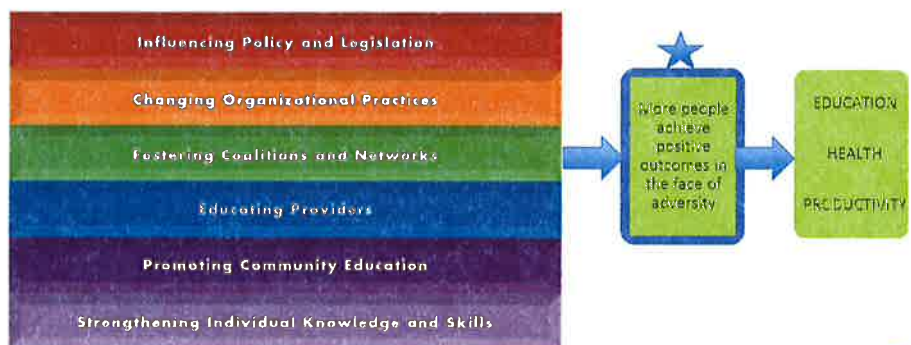 Influencing Policy and Legislation
Changing Organizational Practices
Fostering Coalitions and Networks
Educating Providers
Promoting Community Education
Strengthening Individual Knowledge and Skills
More people
achieve
positive
outcomes in
the face of
adversity
EDUCATION
HEALTH
PRODUCTIVITY